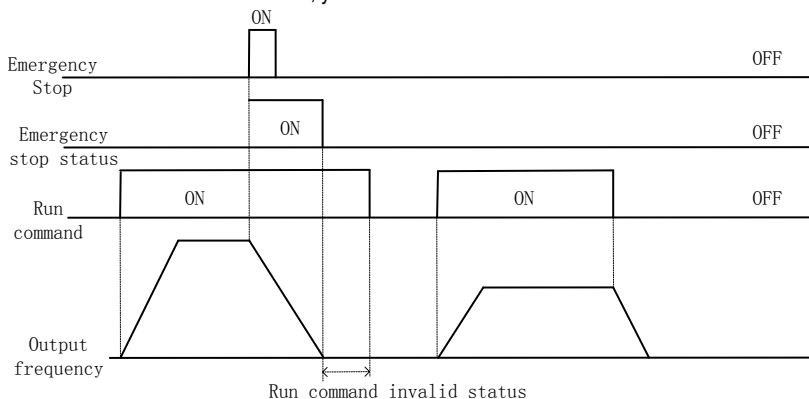 ON
Emergency
Stop
OFF
Emergency
stop status
ON
OFF
Run
command
ON
ON
OFF
Output
frequency
Run command invalid status